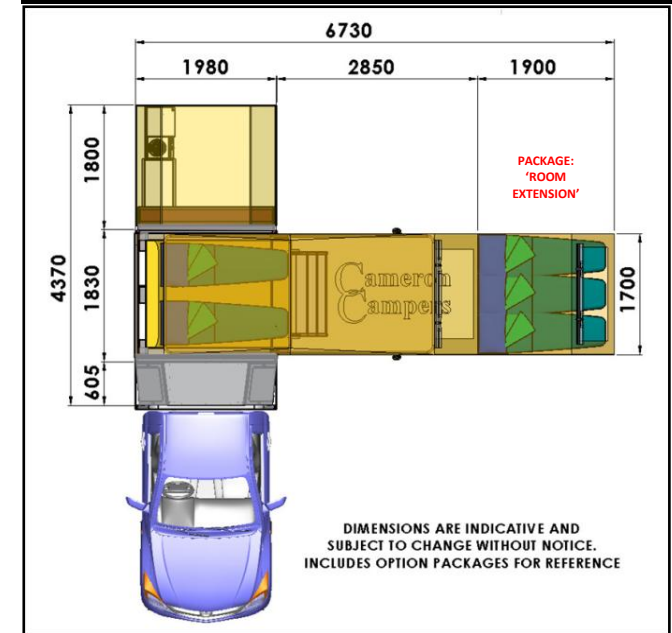 6730
1980
2850
1900
1800
PACKAGE:
'ROOM
EXTENSION'
4370
1830
Cameron
Campers
1700
605
DIMENSIONS ARE INDICATIVE AND
SUBJECT TO CHANGE WITHOUT NOTICE.
INCLUDES OPTION PACKAGES FOR REFERENCE